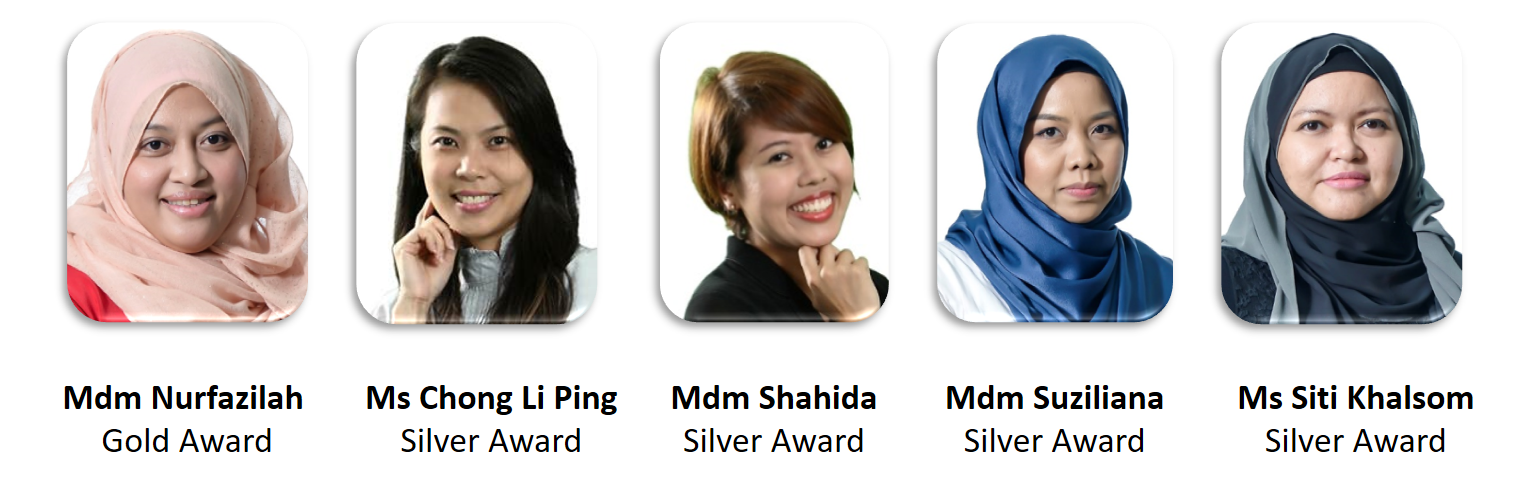 Mdm Nurfazilah
Gold Award
Ms Chong Li Ping
Silver Award
Mdm Shahida
Silver Award
Mdm Suziliana
Silver Award
Ms Siti Khalsom
Silver Award